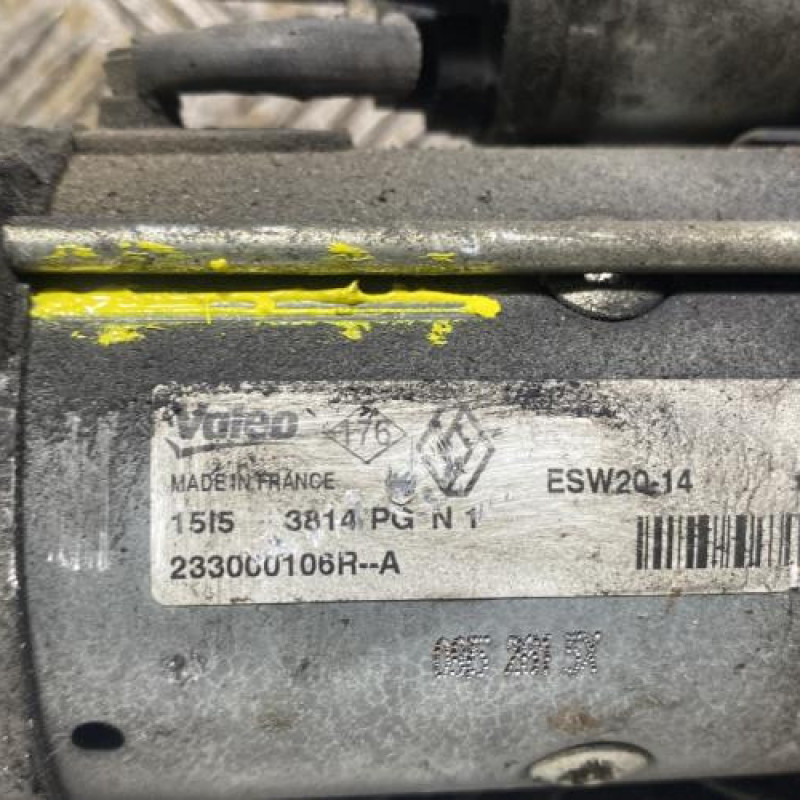 Valeo 176
MADE IN FRANCE ESW20-14
15I5 3814 PG N 1
233000106R--A